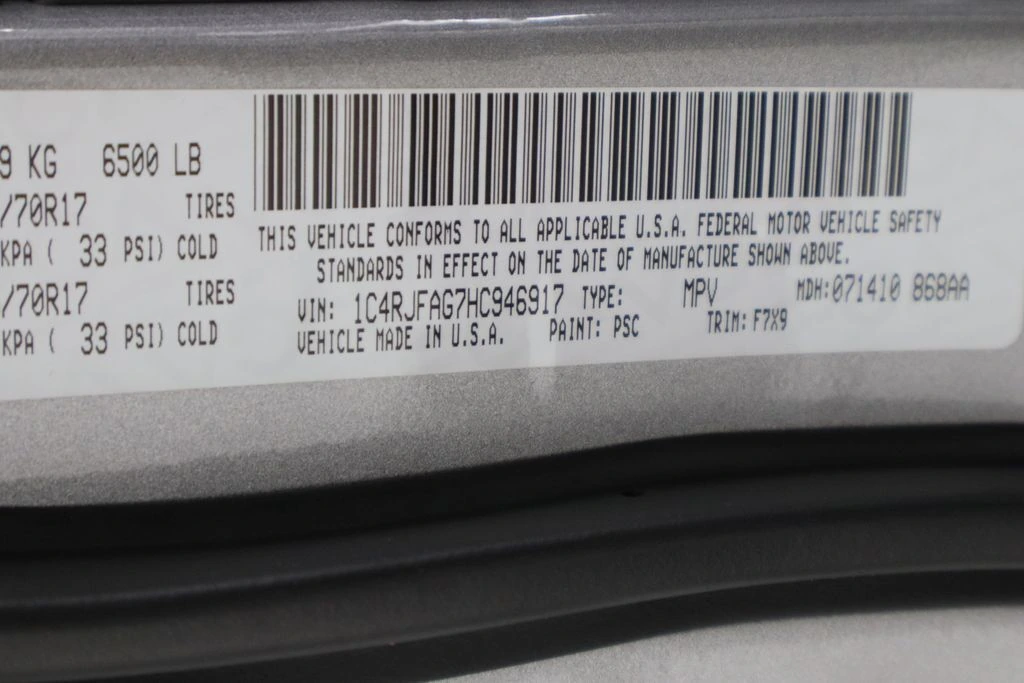 9 KG 6500 LB
/70R17 TIRES
KPA ( 33 PSI) COLD
/70R17 TIRES
KPA ( 33 PSI) COLD
THIS VEHICLE CONFORMS TO ALL APPLICABLE U.S.A. FEDERAL MOTOR VEHICLE SAFETY
STANDARDS IN EFFECT ON THE DATE OF MANUFACTURE SHOWN ABOVE.
VIN: 1C4RJFAG7HC946917 TYPE: MPV MDH:071410 868AA
VEHICLE MADE IN U.S.A. PAINT: PSC TRIM: F7X9